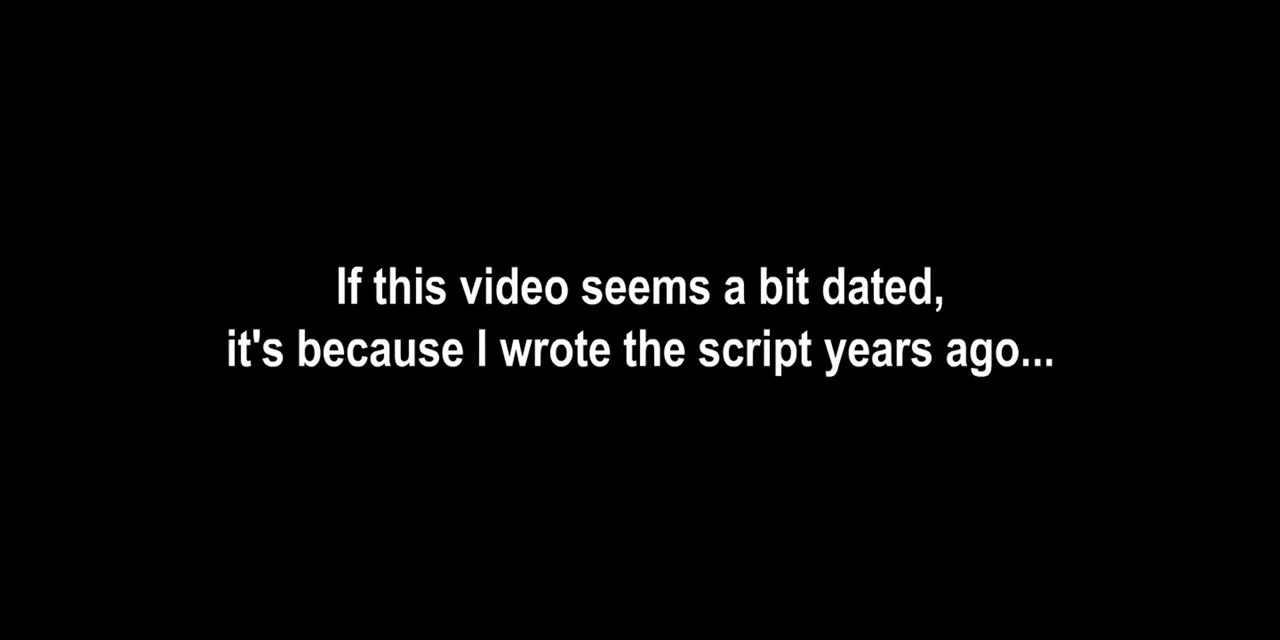 If this video seems a bit dated,
it's because I wrote the script years ago...